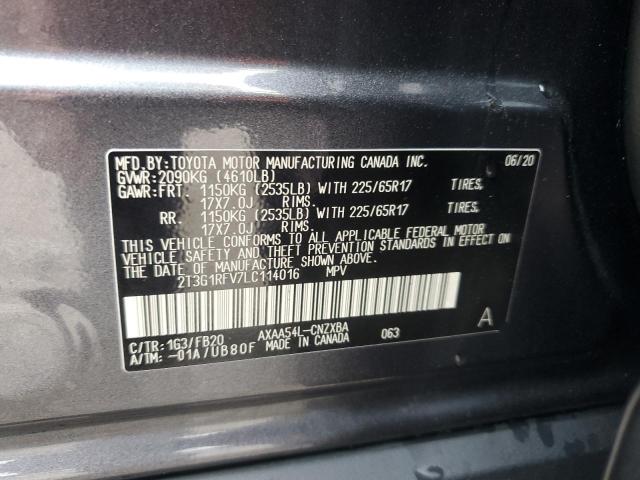 MFD.BY:TOYOTA MOTOR MANUFACTURING CANADA INC. 06/20
GVWR:2090KG (4610LB)
GAWR:FRT. 1150KG (2535LB) WITH 225/65R17 TIRES.
17X7.0J RIMS.
RR. 1150KG (2535LB) WITH 225/65R17 TIRES.
17X7.0J RIMS.
THIS VEHICLE CONFORMS TO ALL APPLICABLE FEDERAL MOTOR
VEHICLE SAFETY AND THEFT PREVENTION STANDARDS IN EFFECT ON
THE DATE OF MANUFACTURE SHOWN ABOVE.
2T3G1RFV7LC114016 MPV
C/TR:1G3/FB20 AXAA54L-CNZXBA 063 A
A/TM:-01A/UB80F MADE IN CANADA